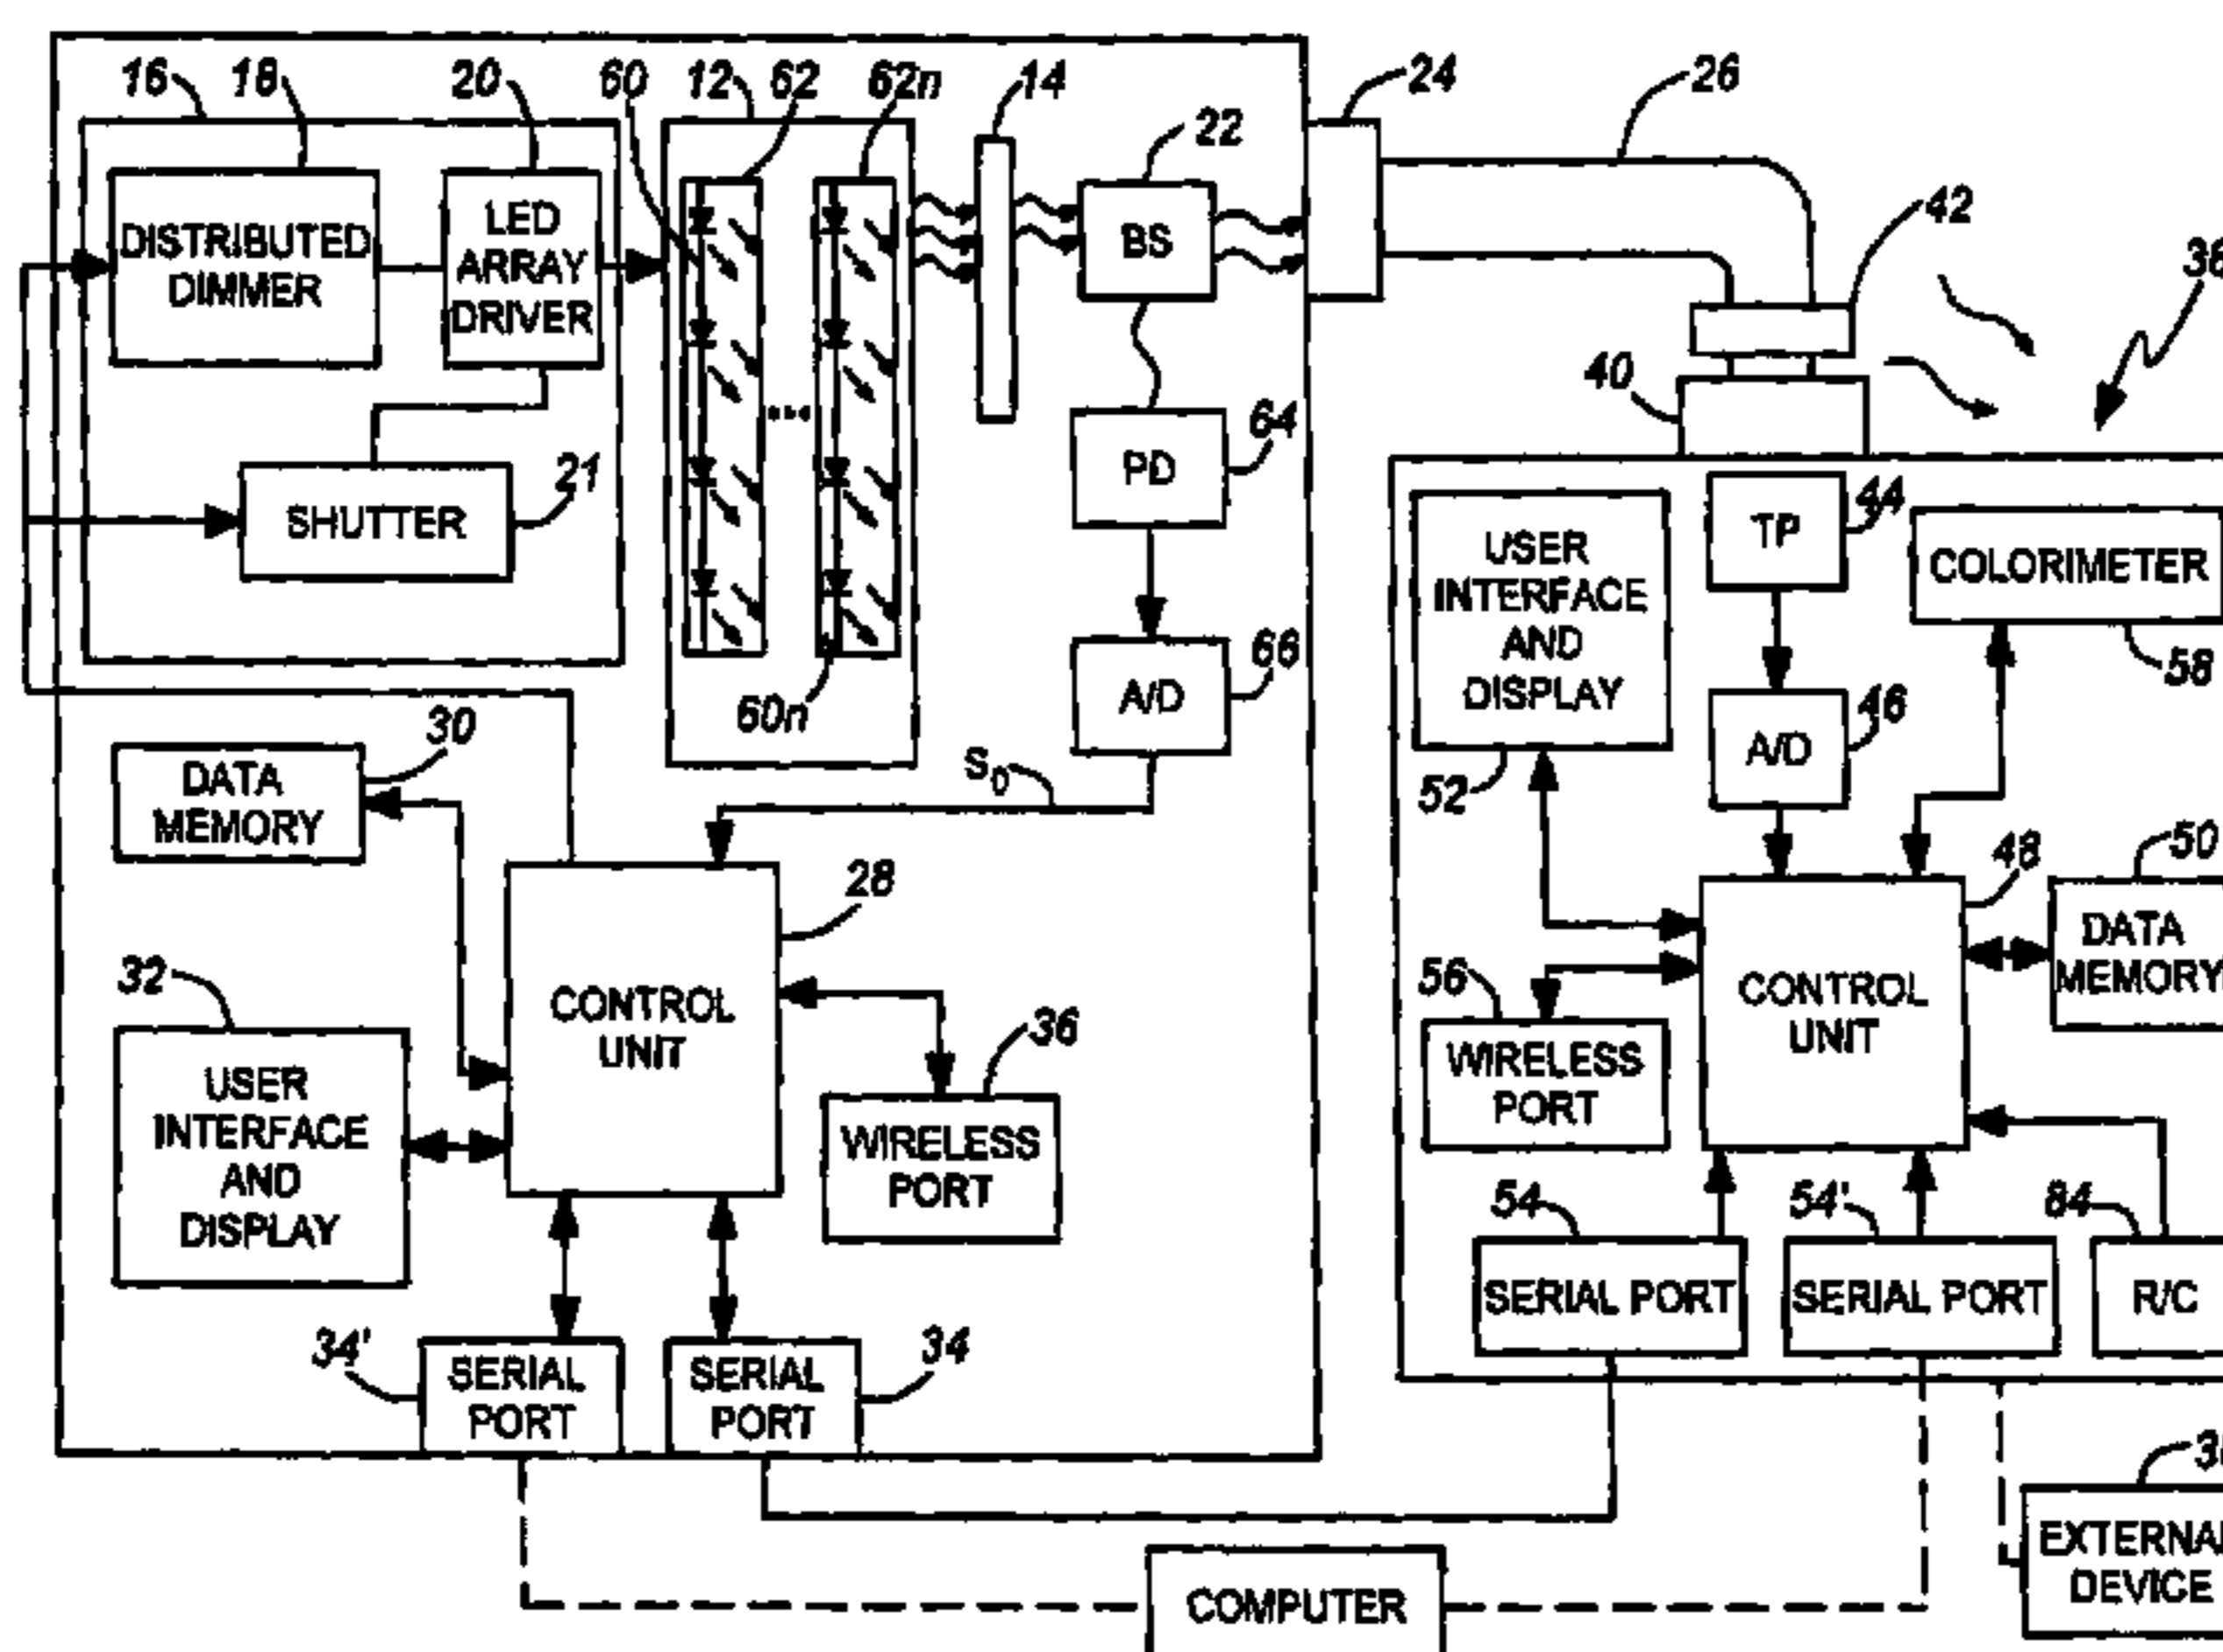 16
18
20
60
12
62
62n
14
24
26
22
42
DISTRIBUTED
DIMMER
LED
ARRAY
DRIVER
BS
40
64
PD
21
SHUTTER
44
TP
USER
INTERFACE
AND
DISPLAY
COLORIMETER
58
66
A/D
60n
46
A/D
30
DATA
MEMORY
S0
52
28
48
50
DATA
MEMORY
32
CONTROL
UNIT
56
CONTROL
UNIT
36
USER
INTERFACE
AND
DISPLAY
WIRELESS
PORT
WIRELESS
PORT
54
54'
84
SERIAL PORT
SERIAL PORT
R/C
34'
34
SERIAL
PORT
SERIAL
PORT
DEVICE
COMPUTER